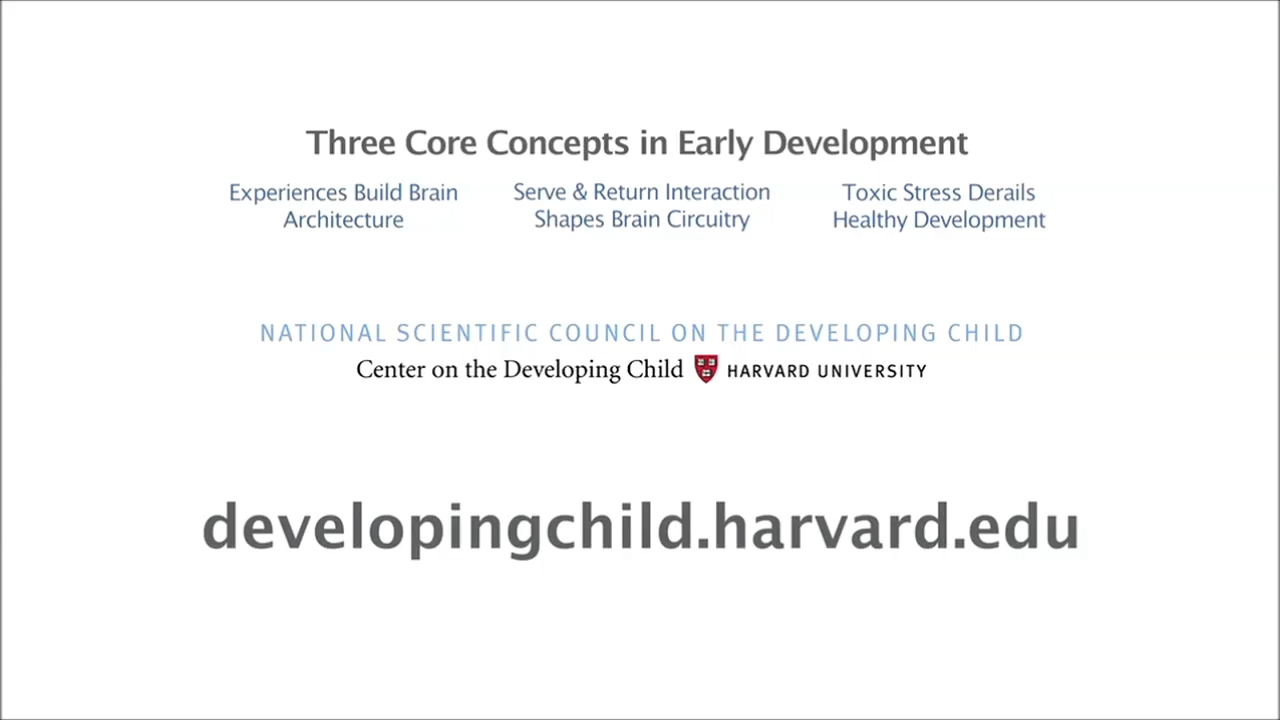 Three Core Concepts in Early Development
Experiences Build Brain
Architecture
Serve & Return Interaction
Shapes Brain Circuitry
Toxic Stress Derails
Healthy Development
NATIONAL SCIENTIFIC COUNCIL ON THE DEVELOPING CHILD
Center on the Developing Child HARVARD UNIVERSITY
developingchild.harvard.edu